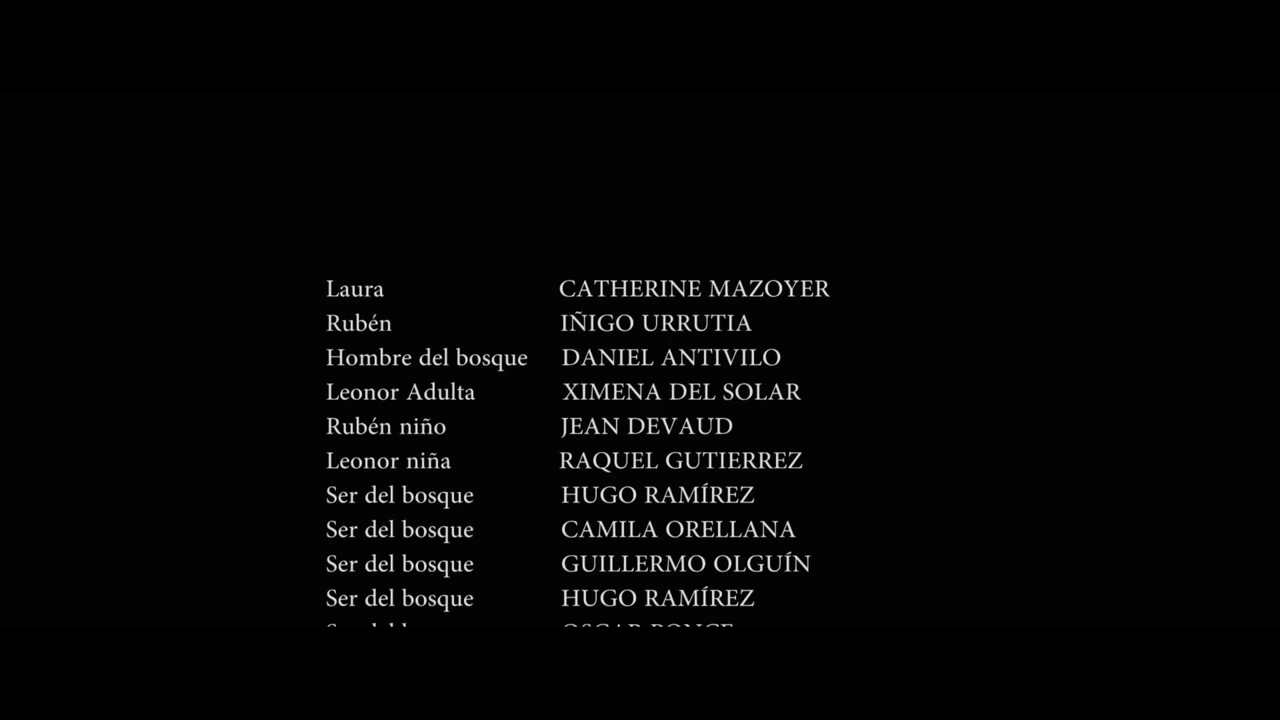 Laura CATHERINE MAZOYER
Rubén IÑIGO URRUTIA
Hombre del bosque DANIEL ANTIVILO
Leonor Adulta XIMENA DEL SOLAR
Rubén niño JEAN DEVAUD
Leonor niña RAQUEL GUTIERREZ
Ser del bosque HUGO RAMÍREZ
Ser del bosque CAMILA ORELLANA
Ser del bosque GUILLERMO OLGUÍN
Ser del bosque HUGO RAMÍREZ